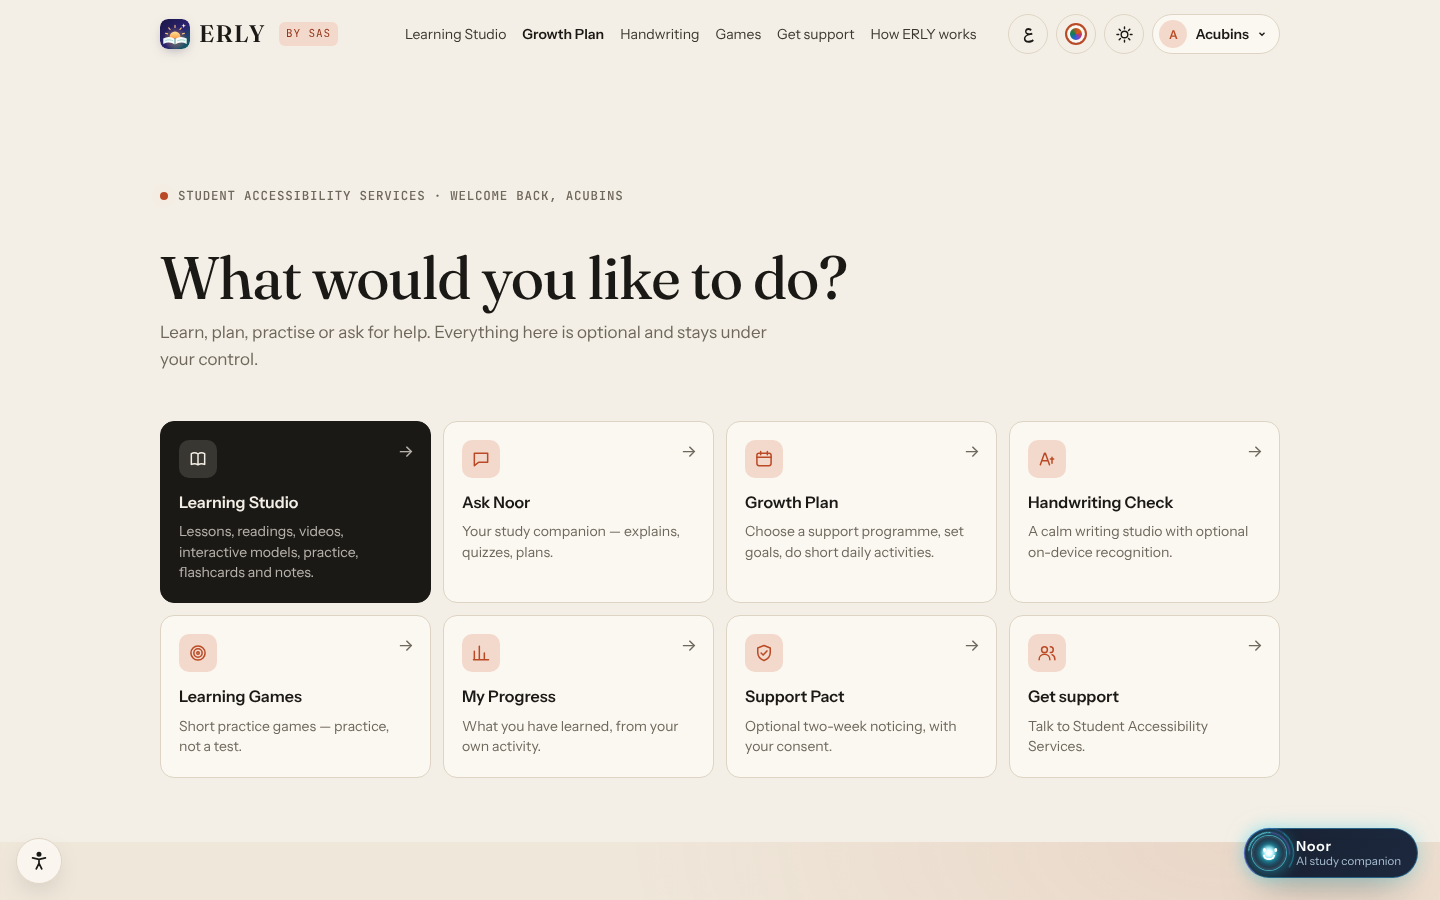 ERLY
BY SAS
Learning Studio
Growth Plan
Handwriting
Games
Get support
How ERLY works
ع
A
Acubins
STUDENT ACCESSIBILITY SERVICES · WELCOME BACK, ACUBINS
What would you like to do?
Learn, plan, practise or ask for help. Everything here is optional and stays under
your control.
Learning Studio
Lessons, readings, videos,
interactive models, practice,
flashcards and notes.
Ask Noor
Your study companion — explains,
quizzes, plans.
Growth Plan
Choose a support programme, set
goals, do short daily activities.
Handwriting Check
A calm writing studio with optional
on-device recognition.
Learning Games
Short practice games — practice,
not a test.
My Progress
What you have learned, from your
own activity.
Support Pact
Optional two-week noticing, with
your consent.
Get support
Talk to Student Accessibility
Services.
Noor
AI study companion